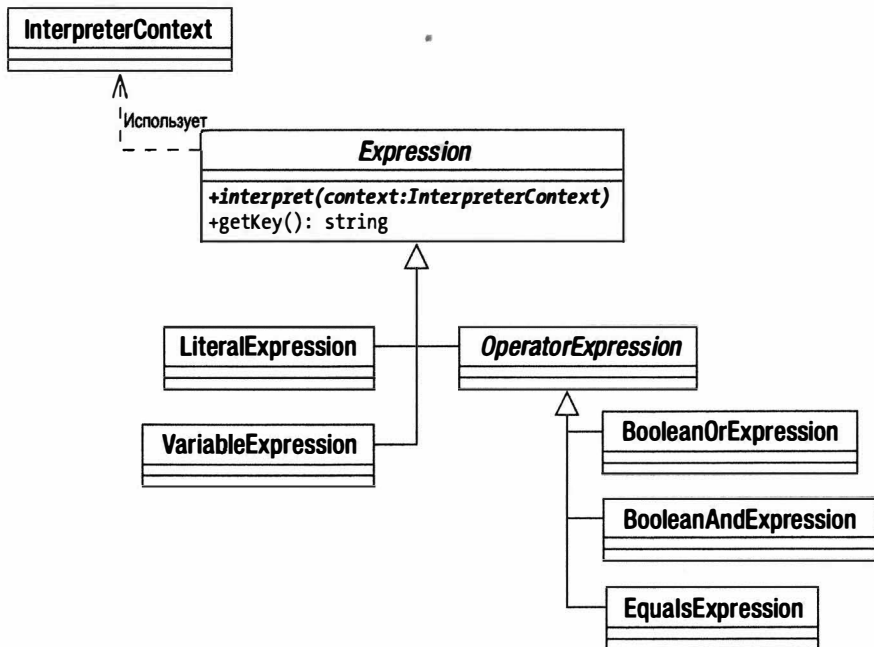 InterpreterContext
Использует
Expression
+interpret(context:InterpreterContext)
+getKey(): string
LiteralExpression
OperatorExpression
VariableExpression
BooleanOrExpression
BooleanAndExpression
EqualsExpression